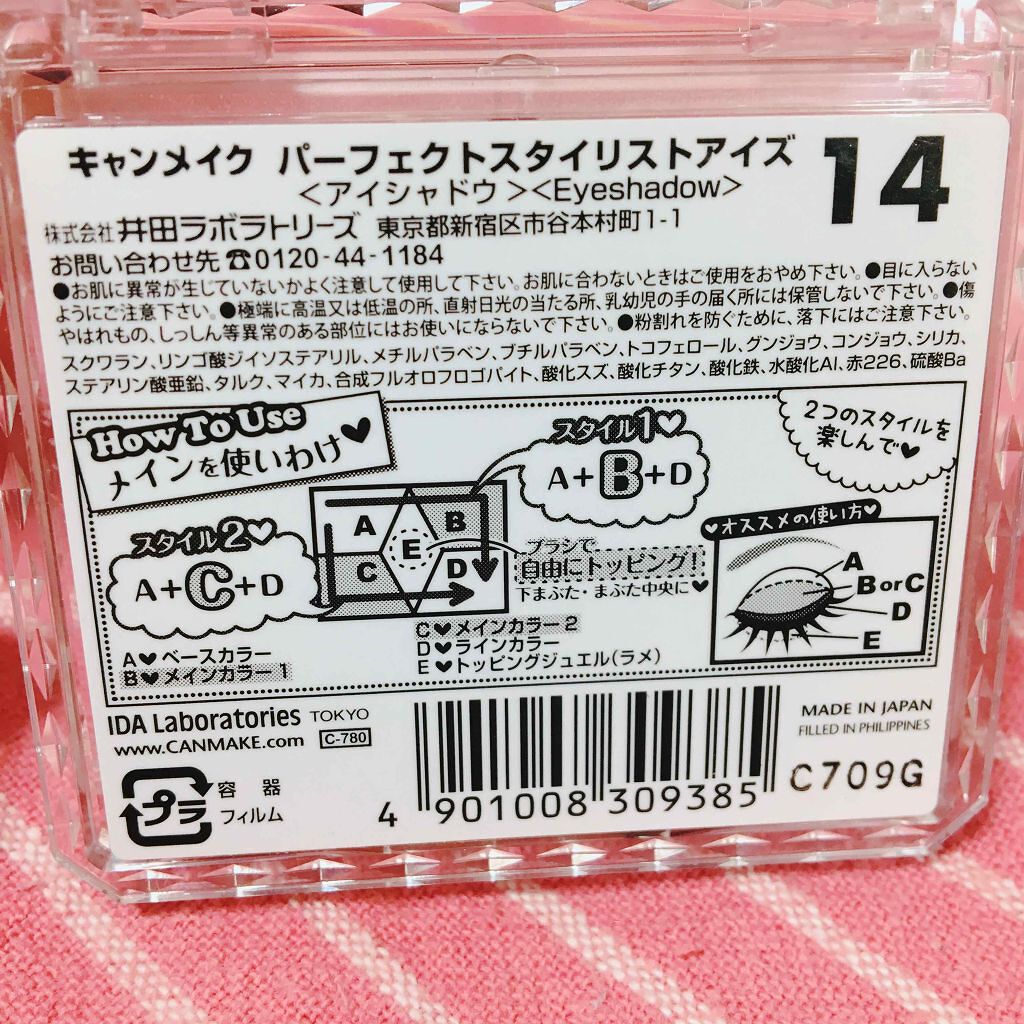 キャンメイク パーフェクトスタイリストアイズ 14
<アイシャドウ><Eyeshadow>
株式会社 井田ラボラトリーズ 東京都新宿区市谷本村町1-1
お問い合わせ先☎0120-44-1184
●お肌に異常が生じていないかよく注意して使用して下さい。お肌に合わないときはご使用をおやめ下さい。●目に入らない
ようにご注意下さい。●極端に高温又は低温の所、直射日光の当たる所、乳幼児の手の届く所には保管しないで下さい。●傷
やはれもの、しっしん等異常のある部位にはお使いにならないで下さい。●粉割れを防ぐために、落下にはご注意下さい。
スクワラン、リンゴ酸ジイソステアリル、メチルパラベン、ブチルパラベン、トコフェロール、グンジョウ、コンジョウ、シリカ、
ステアリン酸亜鉛、タルク、マイカ、合成フルオロフロゴパイト、酸化スズ、酸化チタン、酸化鉄、水酸化Al、赤226、硫酸Ba
How To Use
メインを使いわけ♥
スタイル1♥
A+B+D
2つのスタイルを
楽しんで♥
スタイル2♥
A+C+D
A
B
E
C
D
ブラシで
自由にトッピング!
下まぶた・まぶた中央に♥
♥オススメの使い方♥
A
B or C
D
E
A♥ベースカラー
B♥メインカラー 1
C♥メインカラー 2
D♥ラインカラー
E♥トッピングジュエル(ラメ)
IDA Laboratories TOKYO
www.CANMAKE.com C-780
MADE IN JAPAN
FILLED IN PHILIPPINES
プラ
容 器
フィルム
4 901008 309385
C709G